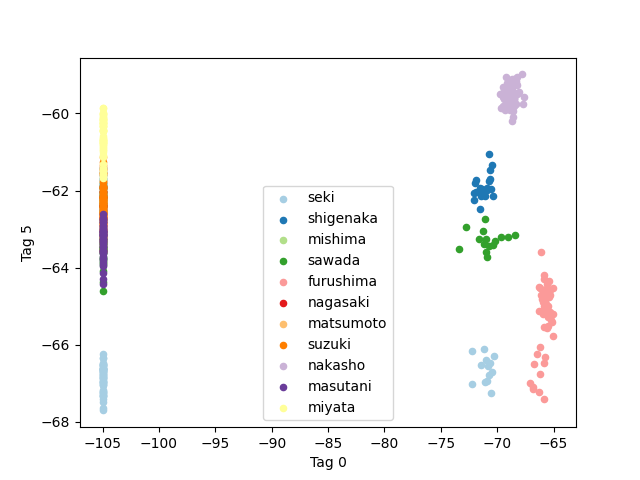 −60
−62
−64
−66
−68
Tag 5
seki
shigenaka
mishima
sawada
furushima
nagasaki
matsumoto
suzuki
nakasho
masutani
miyata
−105 −100 −95 −90 −85 −80 −75 −70 −65
Tag 0